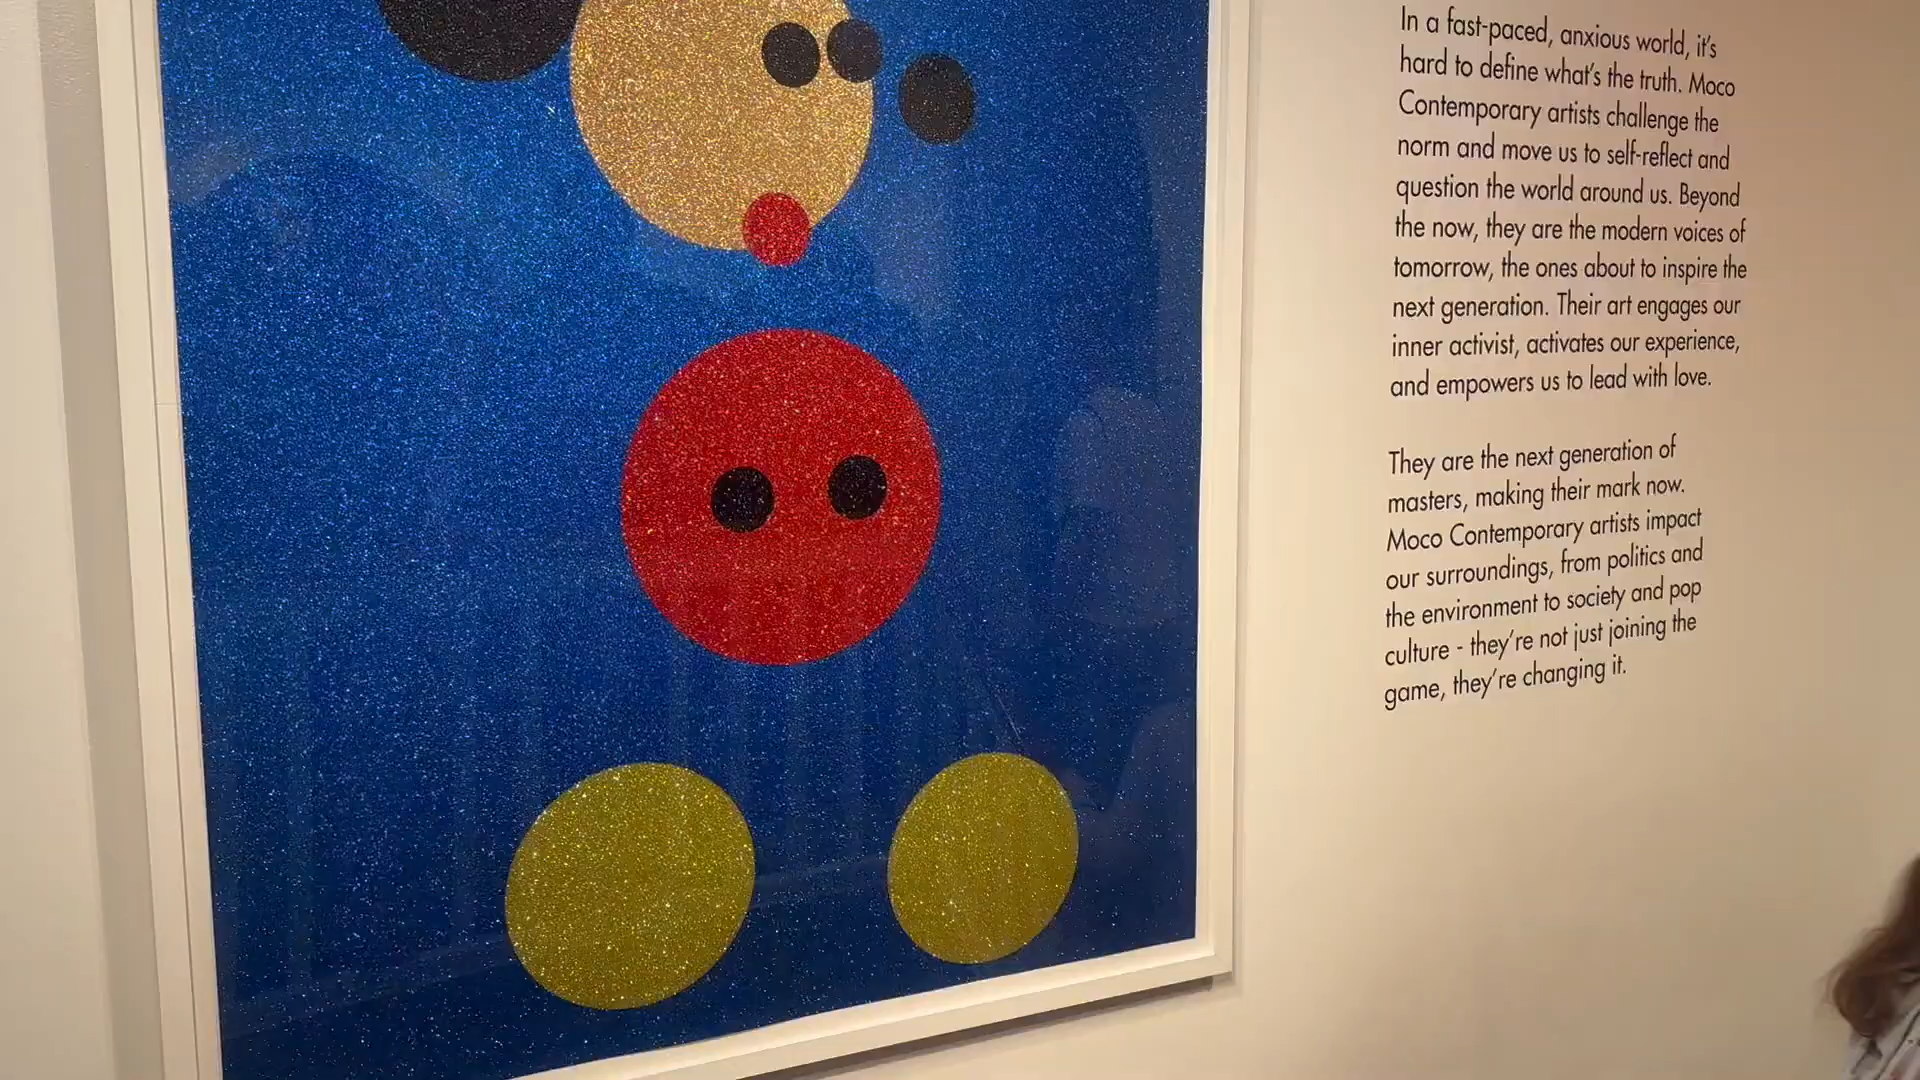 In a fast-paced, anxious world, it's
hard to define what's the truth. Moco
Contemporary artists challenge the
norm and move us to self-reflect and
question the world around us. Beyond
the now, they are the modern voices of
tomorrow, the ones about to inspire the
next generation. Their art engages our
inner activist, activates our experience,
and empowers us to lead with love.
They are the next generation of
masters, making their mark now.
Moco Contemporary artists impact
our surroundings, from politics and
the environment to society and pop
culture - they're not just joining the
game, they're changing it.